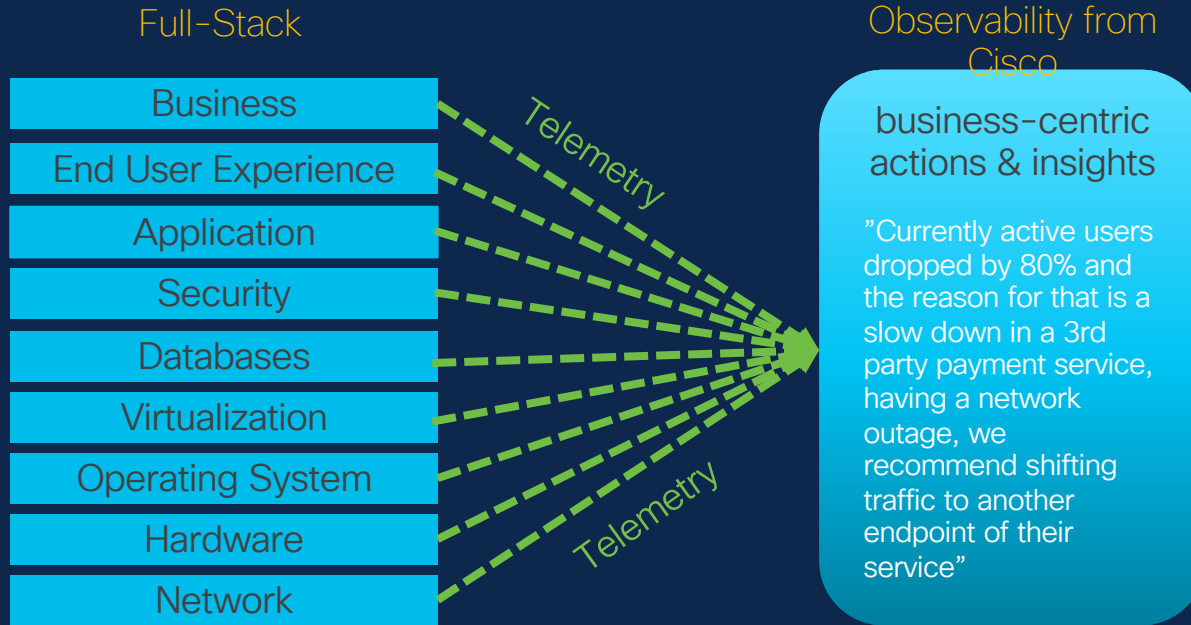 Full-Stack
Business
End User Experience
Application
Security
Databases
Virtualization
Operating System
Hardware
Network
Telemetry
Telemetry
Observability from
Cisco
business-centric
actions & insights
”Currently active users
dropped by 80% and
the reason for that is a
slow down in a 3rd
party payment service,
having a network
outage, we
recommend shifting
traffic to another
endpoint of their
service”